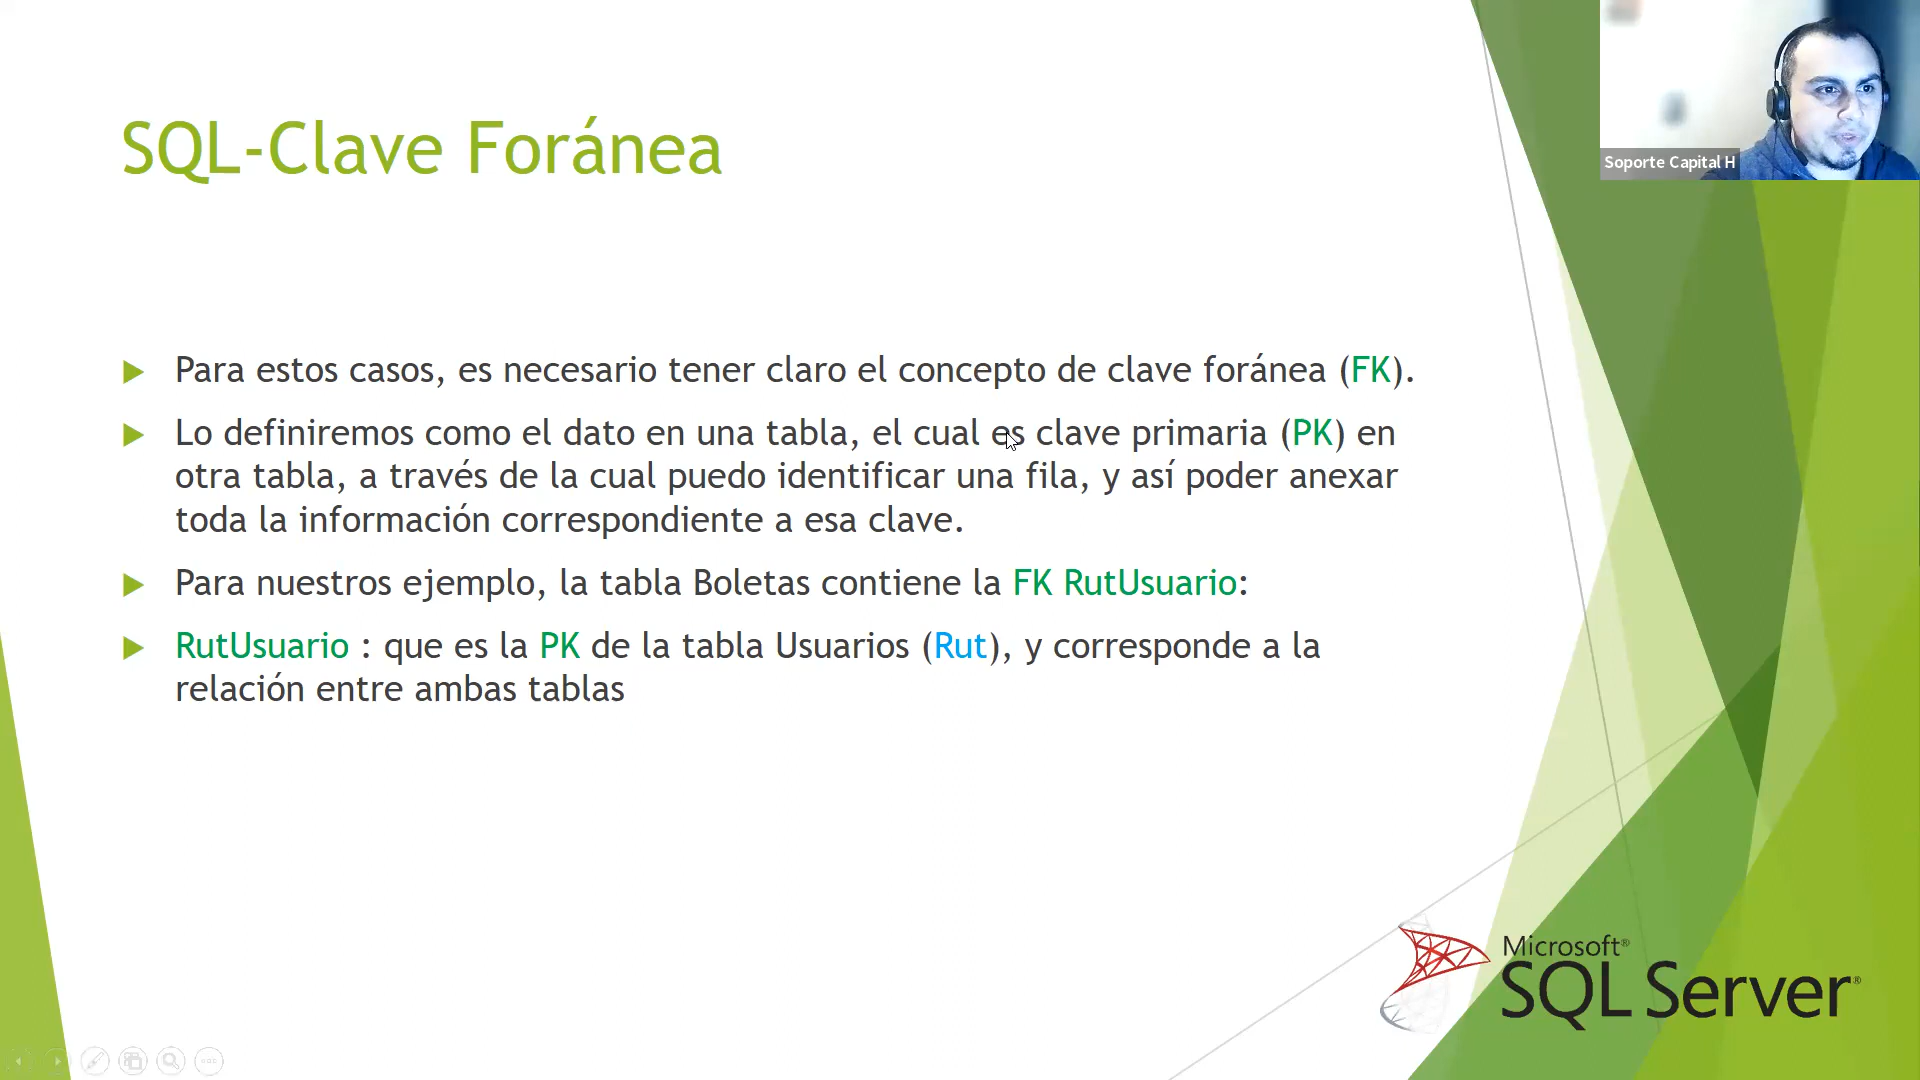 SQL-Clave Foránea
Soporte Capital H
Para estos casos, es necesario tener claro el concepto de clave foránea (FK).
Lo definiremos como el dato en una tabla, el cual es clave primaria (PK) en
otra tabla, a través de la cual puedo identificar una fila, y así poder anexar
toda la información correspondiente a esa clave.
Para nuestros ejemplo, la tabla Boletas contiene la FK RutUsuario:
RutUsuario : que es la PK de la tabla Usuarios (Rut), y corresponde a la
relación entre ambas tablas
Microsoft®
SQL Server®